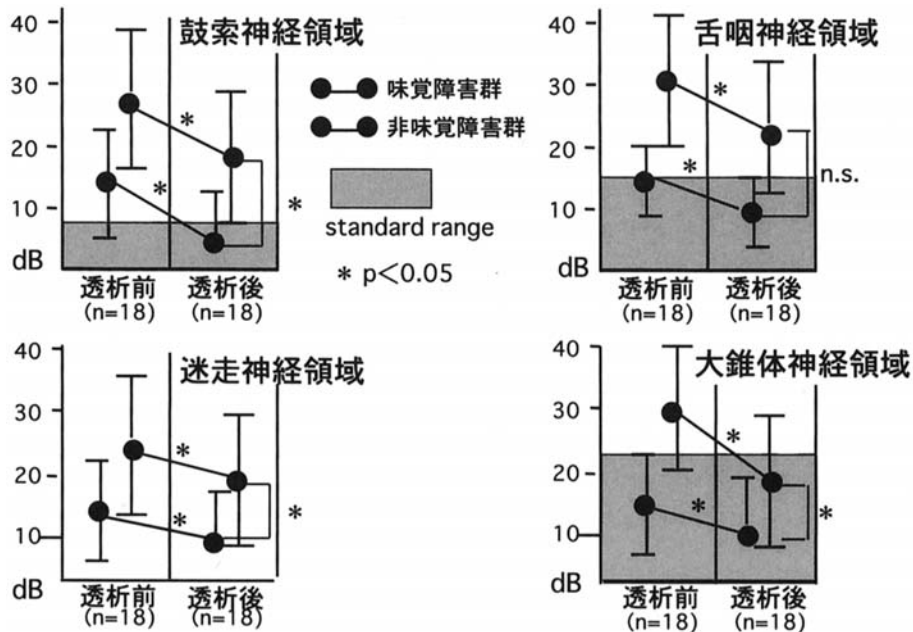 鼓索神経領域
40
30
20
10
dB
*
*
*
透析前
(n=18)
透析後
(n=18)
味覚障害群
非味覚障害群
standard range
* p<0.05
舌咽神経領域
40
30
20
10
dB
*
*
n.s.
透析前
(n=18)
透析後
(n=18)
迷走神経領域
40
30
20
10
dB
*
*
*
透析前
(n=18)
透析後
(n=18)
大錐体神経領域
40
30
20
10
dB
*
*
*
透析前
(n=18)
透析後
(n=18)